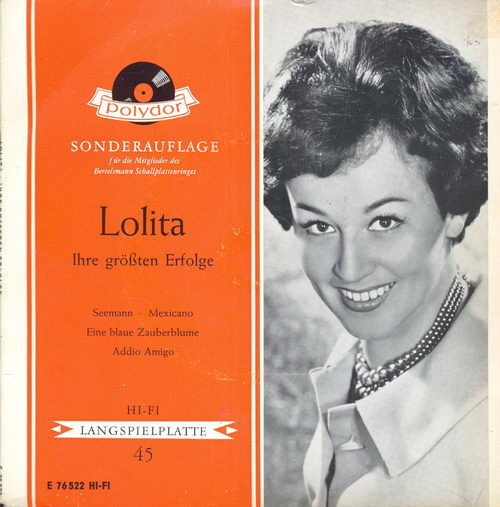 polydor
SONDERAUFLAGE
für die Mitglieder des
Bertelsmann Schallplattenringes
Lolita
Ihre größten Erfolge
Seemann · Mexicano
Eine blaue Zauberblume
Addio Amigo
HI-FI
LANGSPIELPLATTE
45
E 76522 HI-FI